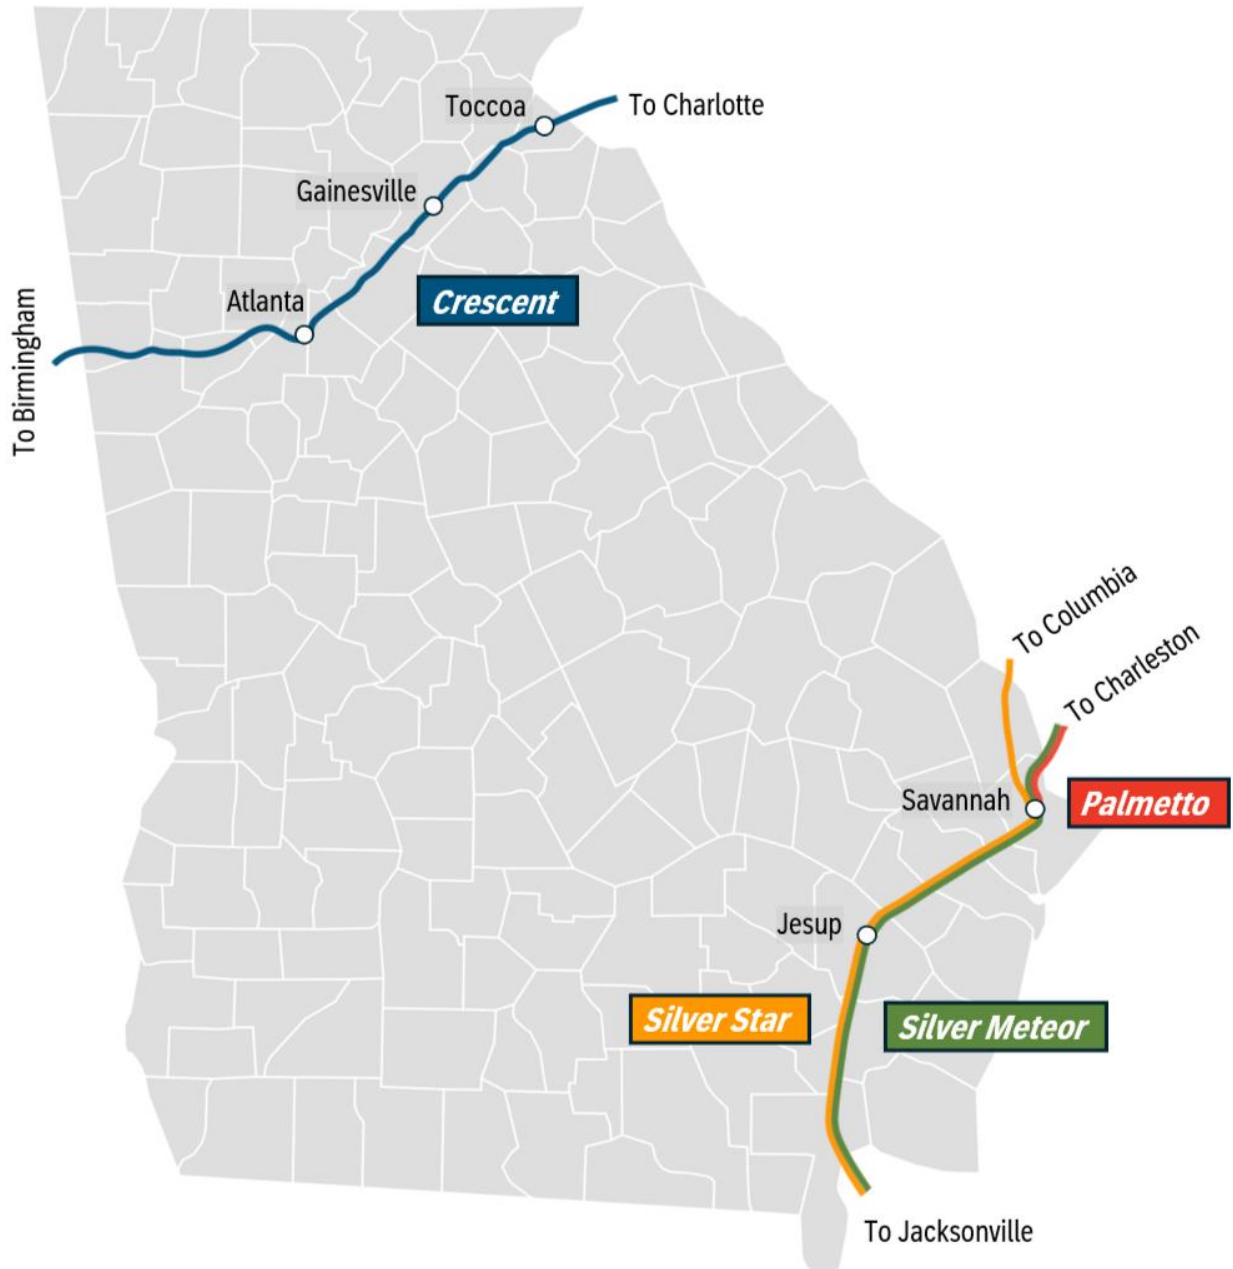 Toccoa
To Charlotte
Gainesville
Atlanta
Crescent
To Birmingham
To Columbia
To Charleston
Savannah
Palmetto
Jesup
Silver Star
Silver Meteor
To Jacksonville